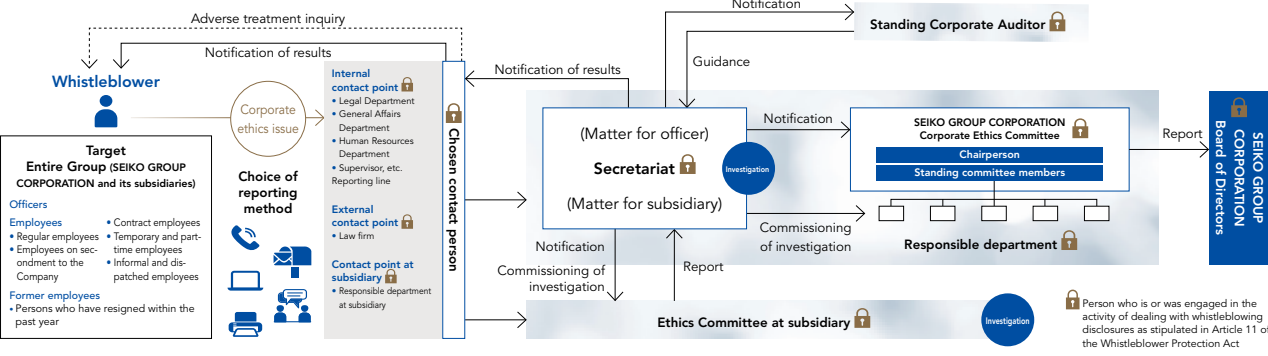 Adverse treatment inquiry
Notification of results
Whistleblower
Corporate
ethics issue
Target
Entire Group (SEIKO GROUP
CORPORATION and its subsidiaries)
Officers
Employees
• Regular employees
• Employees on sec-
ondment to the
Company
• Contract employees
• Temporary and part-
time employees
• Informal and dis-
patched employees
Former employees
• Persons who have resigned within the
past year
Choice of
reporting
method
Internal
contact point
• Legal Department
• General Affairs
Department
• Human Resources
Department
• Supervisor, etc.
Reporting line
External
contact point
• Law firm
Contact point at
subsidiary
• Responsible department
at subsidiary
Chosen contact person
Notification of results
Notification
Guidance
Standing Corporate Auditor
(Matter for officer)
Secretariat
(Matter for subsidiary)
Investigation
Notification
Commissioning
of investigation
SEIKO GROUP CORPORATION
Corporate Ethics Committee
Chairperson
Standing committee members
Responsible department
Report
SEIKO GROUP
CORPORATION
Board of Directors
Notification
Commissioning of
investigation
Report
Ethics Committee at subsidiary
Investigation
Person who is or was engaged in the
activity of dealing with whistleblowing
disclosures as stipulated in Article 11 of
the Whistleblower Protection Act